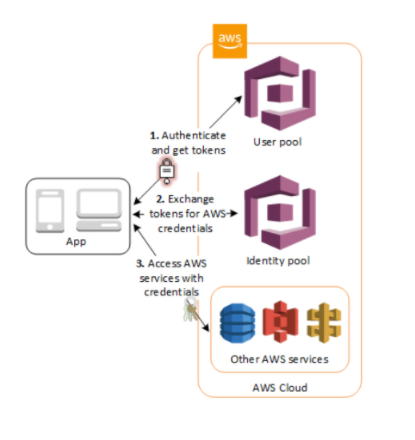 aws
1. Authenticate
and get tokens
User pool
2. Exchange
tokens for AWS
credentials
App
Identity pool
3. Access AWS
services with
credentials
Other AWS services
AWS Cloud